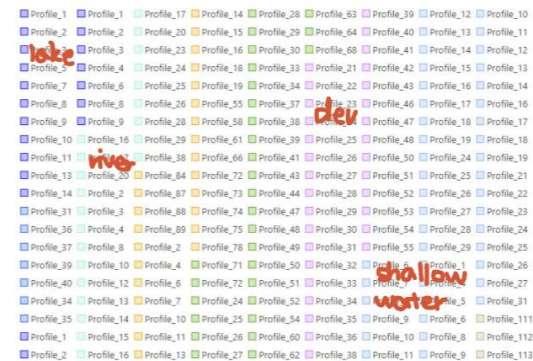 Profile_1 Profile_1 Profile_17 Profile_14 Profile_28 Profile_63 Profile_39 Profile_12 Profile_10
Profile_2 Profile_2 Profile_20 Profile_15 Profile_29 Profile_64 Profile_40 Profile_13 Profile_11
lake Profile_3 Profile_23 Profile_16 Profile_30 Profile_68 Profile_41 Profile_14 Profile_12
Profile_5 Profile_4 Profile_24 Profile_18 Profile_33 Profile_21 Profile_42 Profile_15 Profile_13
Profile_7 Profile_6 Profile_25 Profile_19 Profile_34 Profile_22 Profile_43 Profile_16 Profile_14
Profile_8 Profile_8 Profile_26 Profile_55 Profile_37 Profile_23 Profile_46 Profile_17 Profile_16
Profile_9 Profile_9 Profile_28 Profile_58 Profile_38 dev Profile_47 Profile_18 Profile_17
Profile_10 Profile_16 Profile_29 Profile_61 Profile_39 Profile_25 Profile_48 Profile_19 Profile_18
Profile_11 river Profile_38 Profile_66 Profile_41 Profile_26 Profile_50 Profile_24 Profile_19
Profile_13 Profile_20 Profile_84 Profile_72 Profile_43 Profile_27 Profile_51 Profile_25 Profile_21
Profile_14 Profile_2 Profile_87 Profile_73 Profile_44 Profile_28 Profile_52 Profile_26 Profile_22
Profile_31 Profile_3 Profile_88 Profile_74 Profile_47 Profile_29 Profile_53 Profile_27 Profile_23
Profile_36 Profile_4 Profile_89 Profile_75 Profile_48 Profile_30 Profile_54 Profile_28 Profile_24
Profile_37 Profile_8 Profile_2 Profile_78 Profile_49 Profile_31 Profile_55 Profile_29 Profile_25
Profile_39 Profile_10 Profile_4 Profile_71 Profile_50 Profile_32 Profile_1 Profile_26
Profile_40 Profile_12 Profile_6 Profile_72 Profile_51 Profile_33 shallow Profile_27
Profile_34 Profile_13 Profile_7 Profile_24 Profile_52 Profile_34 water Profile_31
Profile_35 Profile_14 Profile_10 Profile_25 Profile_54 Profile_35 Profile_9 Profile_6 Profile_111
Profile_1 Profile_15 Profile_11 Profile_26 Profile_60 Profile_36 Profile_10 Profile_8 Profile_112
Profile_2 Profile_16 Profile_13 Profile_27 Profile_62 Profile_38 Profile_11 Profile_6 Profile_113